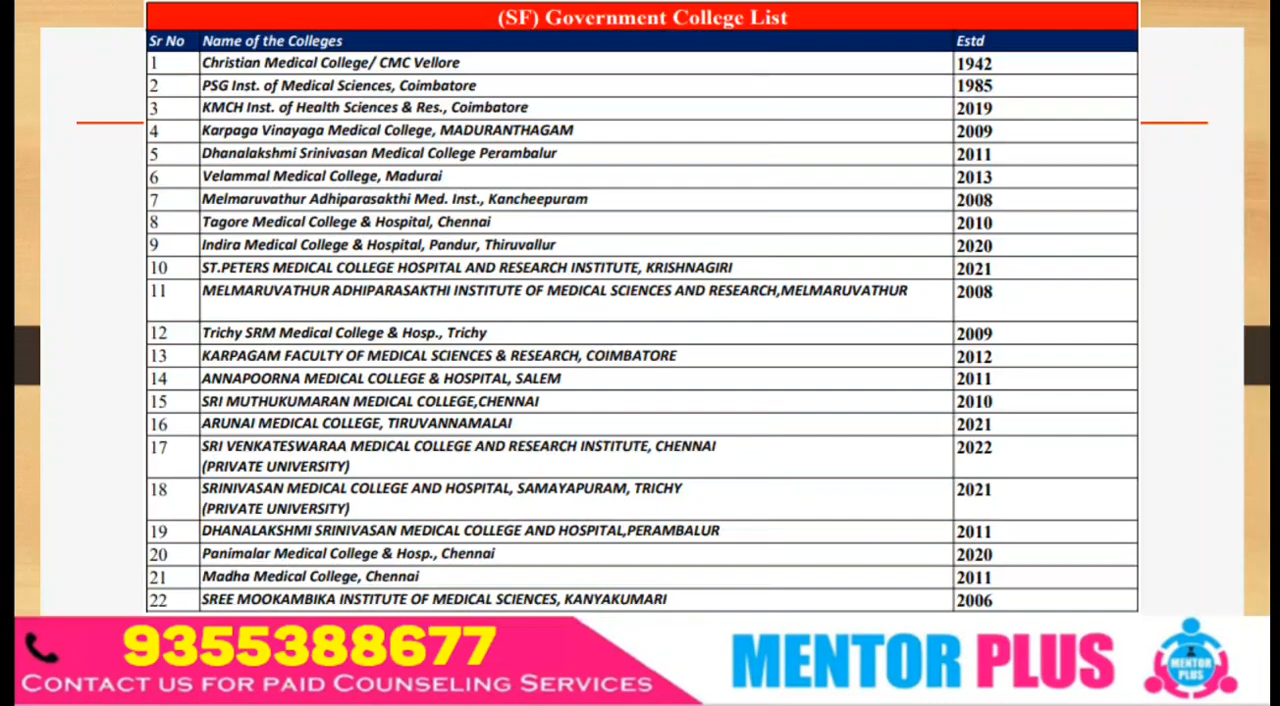 (SF) Government College List
Sr No Name of the Colleges Estd
1 Christian Medical College/ CMC Vellore 1942
2 PSG Inst. of Medical Sciences, Coimbatore 1985
3 KMCH Inst. of Health Sciences & Res., Coimbatore 2019
4 Karpaga Vinayaga Medical College, MADURANTHAGAM 2009
5 Dhanalakshmi Srinivasan Medical College Perambalur 2011
6 Velammal Medical College, Madurai 2013
7 Melmaruvathur Adhiparasakthi Med. Inst., Kancheepuram 2008
8 Tagore Medical College & Hospital, Chennai 2010
9 Indira Medical College & Hospital, Pandur, Thiruvallur 2020
10 ST.PETERS MEDICAL COLLEGE HOSPITAL AND RESEARCH INSTITUTE, KRISHNAGIRI 2021
11 MELMARUVATHUR ADHIPARASAKTHI INSTITUTE OF MEDICAL SCIENCES AND RESEARCH,MELMARUVATHUR 2008
12 Trichy SRM Medical College & Hosp., Trichy 2009
13 KARPAGAM FACULTY OF MEDICAL SCIENCES & RESEARCH, COIMBATORE 2012
14 ANNAPOORNA MEDICAL COLLEGE & HOSPITAL, SALEM 2011
15 SRI MUTHUKUMARAN MEDICAL COLLEGE,CHENNAI 2010
16 ARUNAI MEDICAL COLLEGE, TIRUVANNAMALAI 2021
17 SRI VENKATESWARAA MEDICAL COLLEGE AND RESEARCH INSTITUTE, CHENNAI 2022
(PRIVATE UNIVERSITY)
18 SRINIVASAN MEDICAL COLLEGE AND HOSPITAL, SAMAYAPURAM, TRICHY 2021
(PRIVATE UNIVERSITY)
19 DHANALAKSHMI SRINIVASAN MEDICAL COLLEGE AND HOSPITAL,PERAMBALUR 2011
20 Panimalar Medical College & Hosp., Chennai 2020
21 Madha Medical College, Chennai 2011
22 SREE MOOKAMBIKA INSTITUTE OF MEDICAL SCIENCES, KANYAKUMARI 2006
9355388677
CONTACT US FOR PAID COUNSELING SERVICES
MENTOR PLUS
MENTOR
PLUS